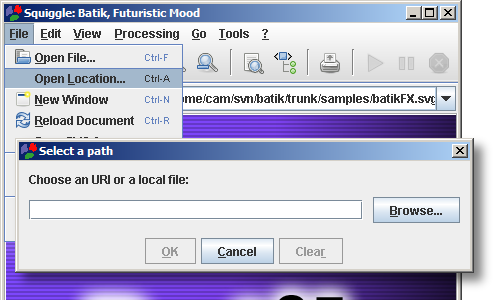 Squiggle: Batik, Futuristic Mood
File Edit View Processing Go Tools ?
Open File... Ctrl-F
Open Location... Ctrl-A
New Window Ctrl-N
ome/cam/svn/batik/trunk/samples/batikFX.svg
Reload Document Ctrl-R
Select a path
Choose an URI or a local file:
Browse...
OK Cancel Clear